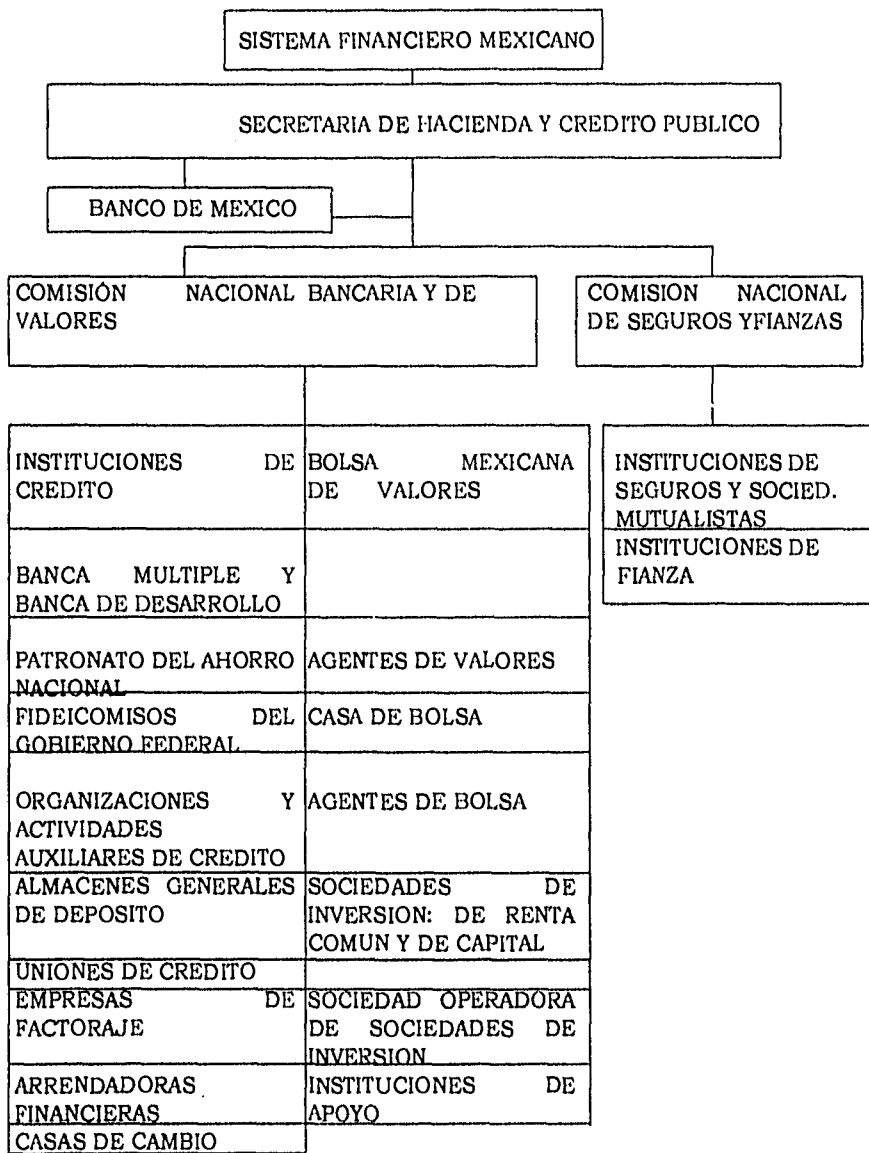 SISTEMA FINANCIERO MEXICANO
SECRETARIA DE HACIENDA Y CREDITO PUBLICO
BANCO DE MEXICO
COMISIÓN NACIONAL BANCARIA Y DE
VALORES
COMISION NACIONAL
DE SEGUROS YFIANZAS
INSTITUCIONES DE
CREDITO
BOLSA MEXICANA
DE VALORES
BANCA MULTIPLE Y
BANCA DE DESARROLLO
PATRONATO DEL AHORRO
NACIONAL
AGENTES DE VALORES
FIDEICOMISOS DEL
GOBIERNO FEDERAL
CASA DE BOLSA
ORGANIZACIONES Y
ACTIVIDADES
AUXILIARES DE CREDITO
AGENTES DE BOLSA
ALMACENES GENERALES
DE DEPOSITO
SOCIEDADES DE
INVERSION: DE RENTA
COMUN Y DE CAPITAL
UNIONES DE CREDITO
EMPRESAS DE
FACTORAJE
SOCIEDAD OPERADORA
DE SOCIEDADES DE
INVERSION
ARRENDADORAS
FINANCIERAS
INSTITUCIONES DE
APOYO
CASAS DE CAMBIO
INSTITUCIONES DE
SEGUROS Y SOCIED.
MUTUALISTAS
INSTITUCIONES DE
FIANZA